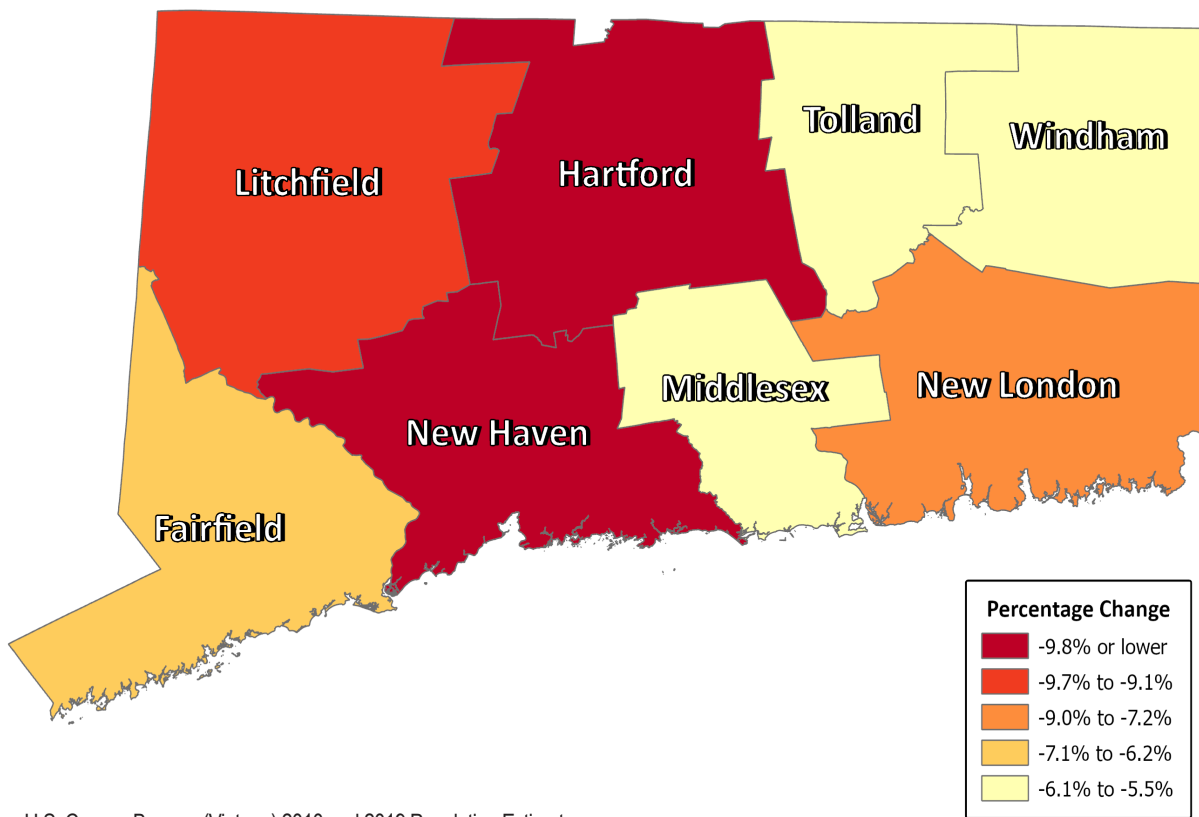 Tolland
Windham
Litchfield
Hartford
Middlesex
New London
New Haven
Fairfield
Percentage Change
-9.8% or lower
-9.7% to -9.1%
-9.0% to -7.2%
-7.1% to -6.2%
-6.1% to -5.5%